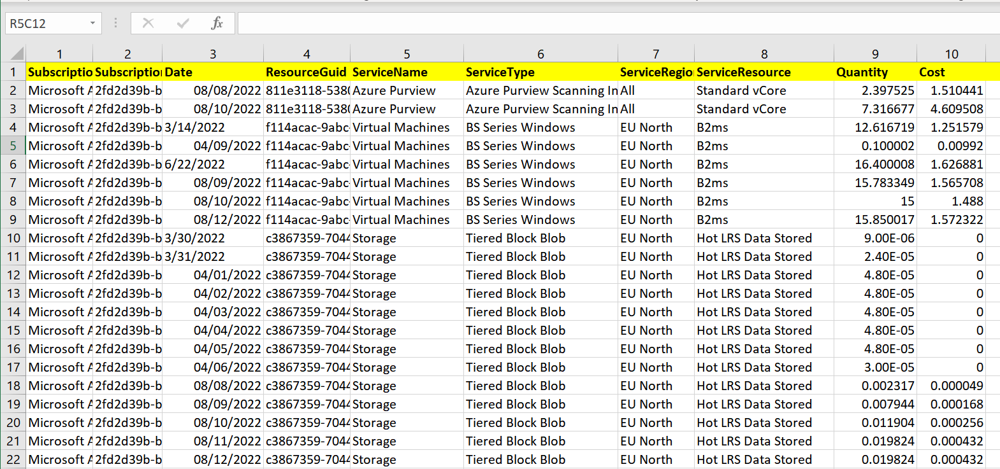 R5C12 fx
1 2 3 4 5 6 7 8 9 10
1 Subscriptio Subscriptio Date ResourceGuid ServiceName ServiceType ServiceRegio ServiceResource Quantity Cost
2 Microsoft A 2fd2d39b-b 08/08/2022 811e3118-5380 Azure Purview Azure Purview Scanning In All Standard vCore 2.397525 1.510441
3 Microsoft A 2fd2d39b-b 08/10/2022 811e3118-5380 Azure Purview Azure Purview Scanning In All Standard vCore 7.316677 4.609508
4 Microsoft A 2fd2d39b-b 3/14/2022 f114acac-9abc- Virtual Machines BS Series Windows EU North B2ms 12.616719 1.251579
5 Microsoft A 2fd2d39b-b 04/09/2022 f114acac-9abc- Virtual Machines BS Series Windows EU North B2ms 0.100002 0.00992
6 Microsoft A 2fd2d39b-b 6/22/2022 f114acac-9abc- Virtual Machines BS Series Windows EU North B2ms 16.400008 1.626881
7 Microsoft A 2fd2d39b-b 08/09/2022 f114acac-9abc- Virtual Machines BS Series Windows EU North B2ms 15.783349 1.565708
8 Microsoft A 2fd2d39b-b 08/10/2022 f114acac-9abc- Virtual Machines BS Series Windows EU North B2ms 15 1.488
9 Microsoft A 2fd2d39b-b 08/12/2022 f114acac-9abc- Virtual Machines BS Series Windows EU North B2ms 15.850017 1.572322
10 Microsoft A 2fd2d39b-b 3/30/2022 c3867359-7044 Storage Tiered Block Blob EU North Hot LRS Data Stored 9.00E-06 0
11 Microsoft A 2fd2d39b-b 3/31/2022 c3867359-7044 Storage Tiered Block Blob EU North Hot LRS Data Stored 2.40E-05 0
12 Microsoft A 2fd2d39b-b 04/01/2022 c3867359-7044 Storage Tiered Block Blob EU North Hot LRS Data Stored 4.80E-05 0
13 Microsoft A 2fd2d39b-b 04/02/2022 c3867359-7044 Storage Tiered Block Blob EU North Hot LRS Data Stored 4.80E-05 0
14 Microsoft A 2fd2d39b-b 04/03/2022 c3867359-7044 Storage Tiered Block Blob EU North Hot LRS Data Stored 4.80E-05 0
15 Microsoft A 2fd2d39b-b 04/04/2022 c3867359-7044 Storage Tiered Block Blob EU North Hot LRS Data Stored 4.80E-05 0
16 Microsoft A 2fd2d39b-b 04/05/2022 c3867359-7044 Storage Tiered Block Blob EU North Hot LRS Data Stored 4.80E-05 0
17 Microsoft A 2fd2d39b-b 04/06/2022 c3867359-7044 Storage Tiered Block Blob EU North Hot LRS Data Stored 3.00E-05 0
18 Microsoft A 2fd2d39b-b 08/08/2022 c3867359-7044 Storage Tiered Block Blob EU North Hot LRS Data Stored 0.002317 0.000049
19 Microsoft A 2fd2d39b-b 08/09/2022 c3867359-7044 Storage Tiered Block Blob EU North Hot LRS Data Stored 0.007944 0.000168
20 Microsoft A 2fd2d39b-b 08/10/2022 c3867359-7044 Storage Tiered Block Blob EU North Hot LRS Data Stored 0.011904 0.000256
21 Microsoft A 2fd2d39b-b 08/11/2022 c3867359-7044 Storage Tiered Block Blob EU North Hot LRS Data Stored 0.019824 0.000432
22 Microsoft A 2fd2d39b-b 08/12/2022 c3867359-7044 Storage Tiered Block Blob EU North Hot LRS Data Stored 0.019824 0.000432